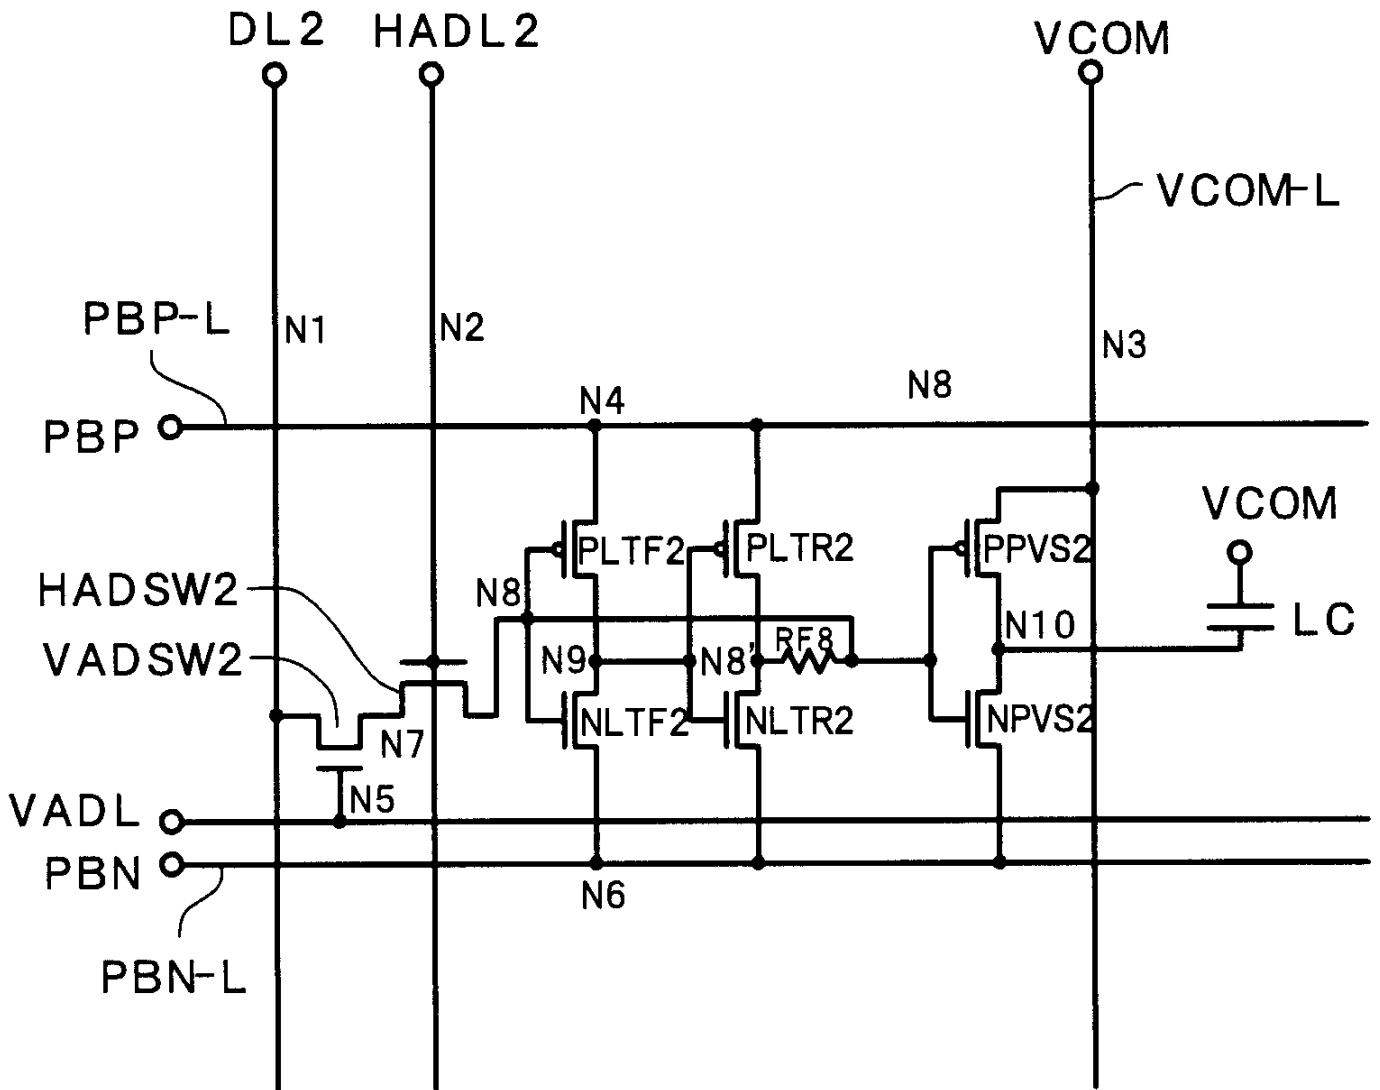 DL2 HADL2 VCOM
VCOM-L
PBP-L
N1 N2 N3
N4 N8
PBP
VCOM
PLTF2 PLTR2 PPVS2
HADSW2
N8
LC
N10
RF8
VADSW2
N9 N8'
NLTF2 NLTR2 NPVS2
N7
N5
VADL
PBN
N6
PBN-L